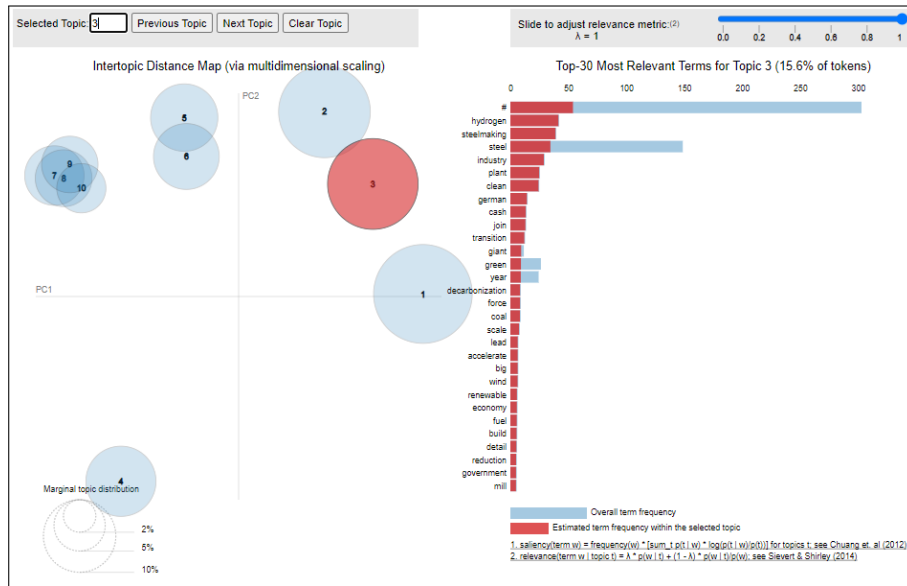 Selected Topic: 3 Previous Topic Next Topic Clear Topic
Slide to adjust relevance metric:(2)
λ = 1
0.0 0.2 0.4 0.6 0.8 1
Intertopic Distance Map (via multidimensional scaling)
PC2
PC1
5
2
6
9
7
8
10
3
1
4
Marginal topic distribution
2%
5%
10%
Top-30 Most Relevant Terms for Topic 3 (15.6% of tokens)
0 50 100 150 200 250 300
#
hydrogen
steelmaking
steel
industry
plant
clean
german
cash
join
transition
giant
green
year
decarbonization
force
coal
scale
lead
accelerate
big
wind
renewable
economy
fuel
build
detail
reduction
government
mill
Overall term frequency
Estimated term frequency within the selected topic
1. saliency(term w) = frequency(w) * [sum_t p(t | w) * log(p(t | w)/p(t))] for topics t; see Chuang et. al (2012)
2. relevance(term w | topic t) = λ * p(w | t) + (1 - λ) * p(w | t)/p(w); see Sievert & Shirley (2014)